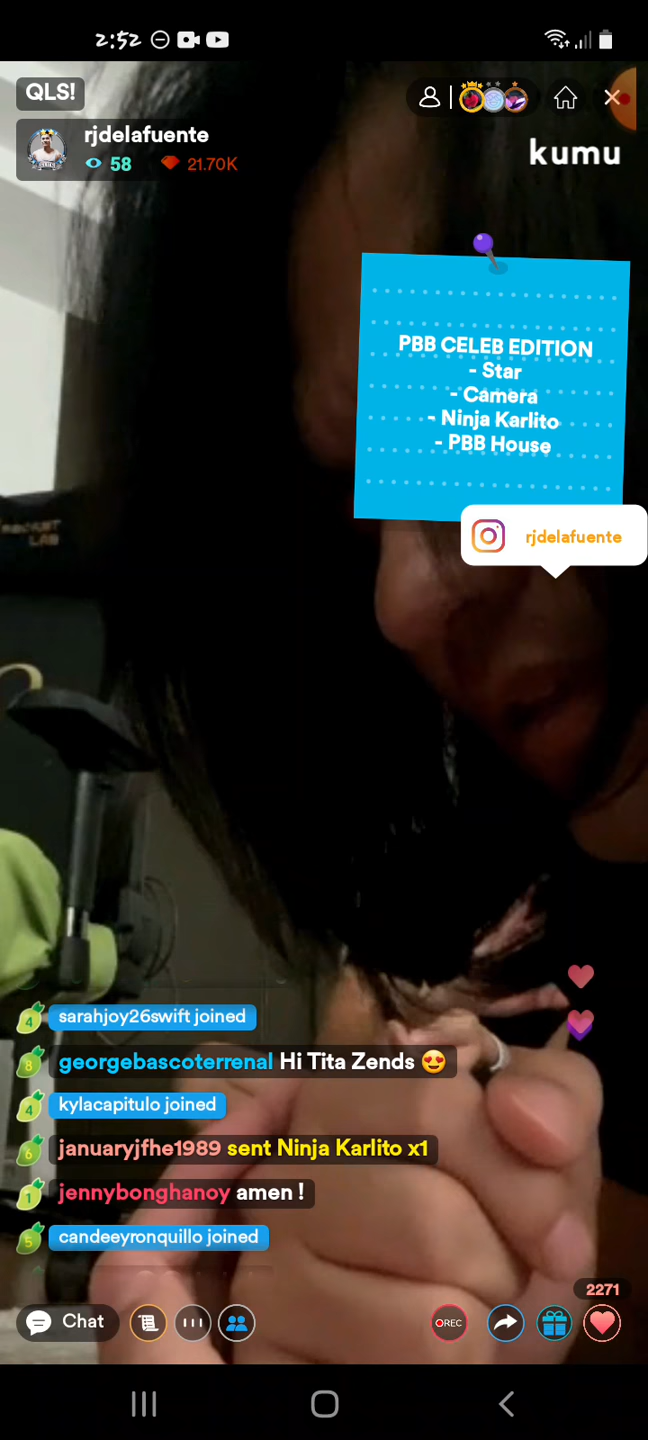 2:52
QLS!
rjdelafuente
58
21.70K
kumu
PBB CELEB EDITION
- Star
- Camera
- Ninja Karlito
- PBB House
rjdelafuente
LAB
4
sarahjoy26swift joined
8
georgebascoterrenal Hi Tita Zends 😍
4
kylacapitulo joined
6
januaryjfhe1989 sent Ninja Karlito x1
1
jennybonghanoy amen !
5
candeeyronquillo joined
2271
Chat
REC